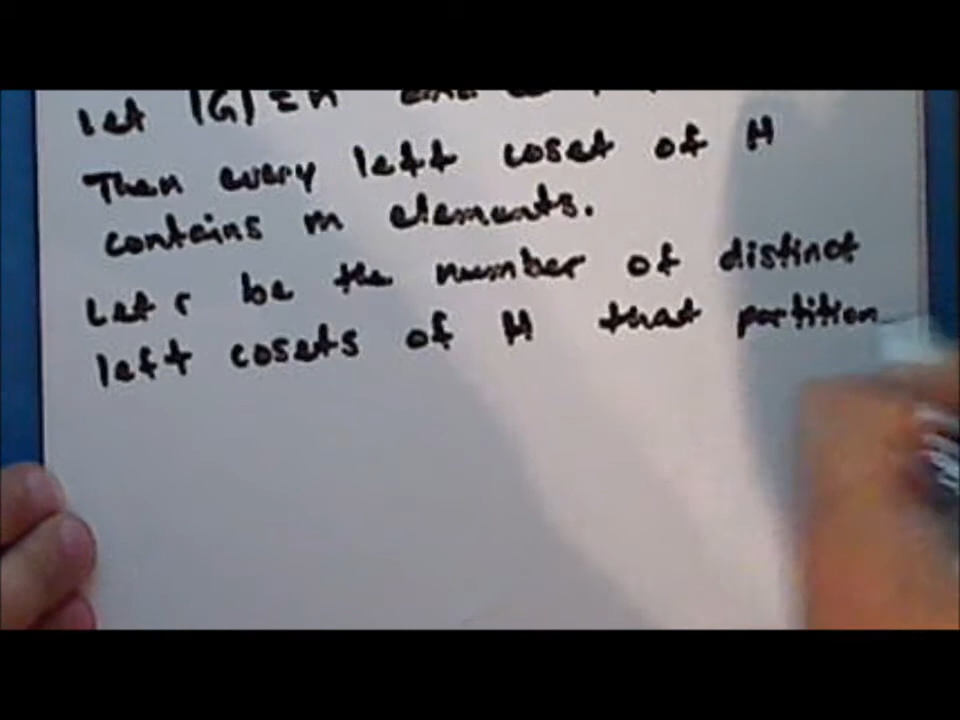 Let |G| = n
Then every left coset of H
contains m elements.
Let r be the number of distinct
left cosets of H that partition